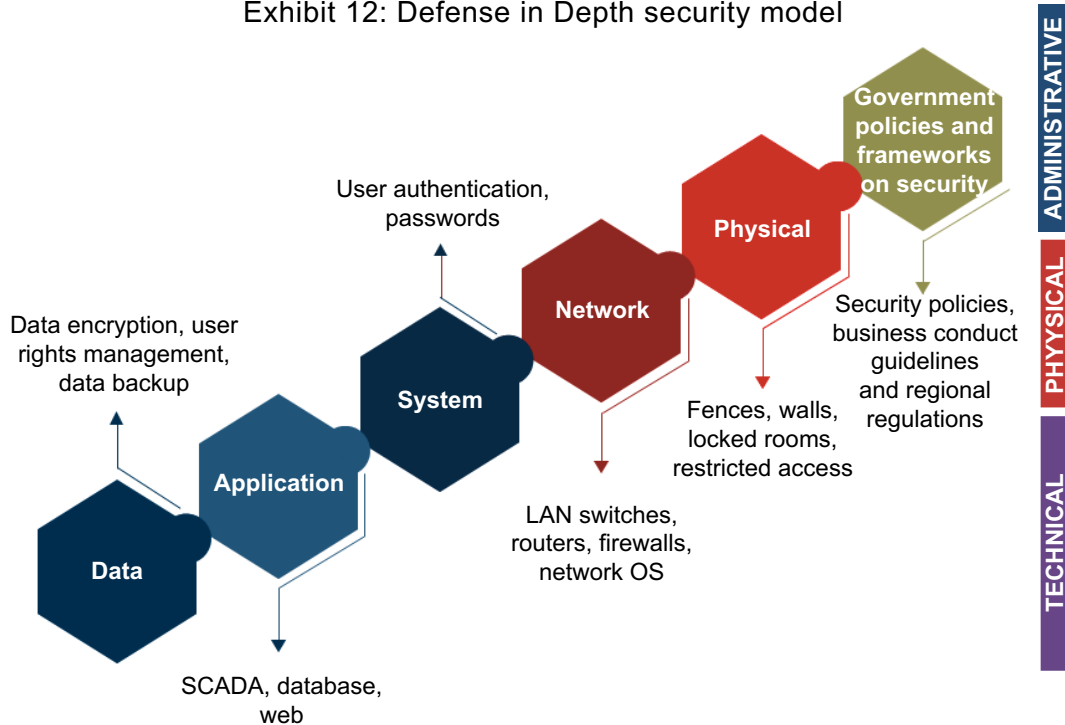 Exhibit 12: Defense in Depth security model
Government
policies and
frameworks
on security
ADMINISTRATIVE
User authentication,
passwords
Physical
Network
Security policies,
business conduct
guidelines
and regional
regulations
PHYYSICAL
Data encryption, user
rights management,
data backup
System
Fences, walls,
locked rooms,
restricted access
Application
LAN switches,
routers, firewalls,
network OS
TECHNICAL
Data
SCADA, database,
web